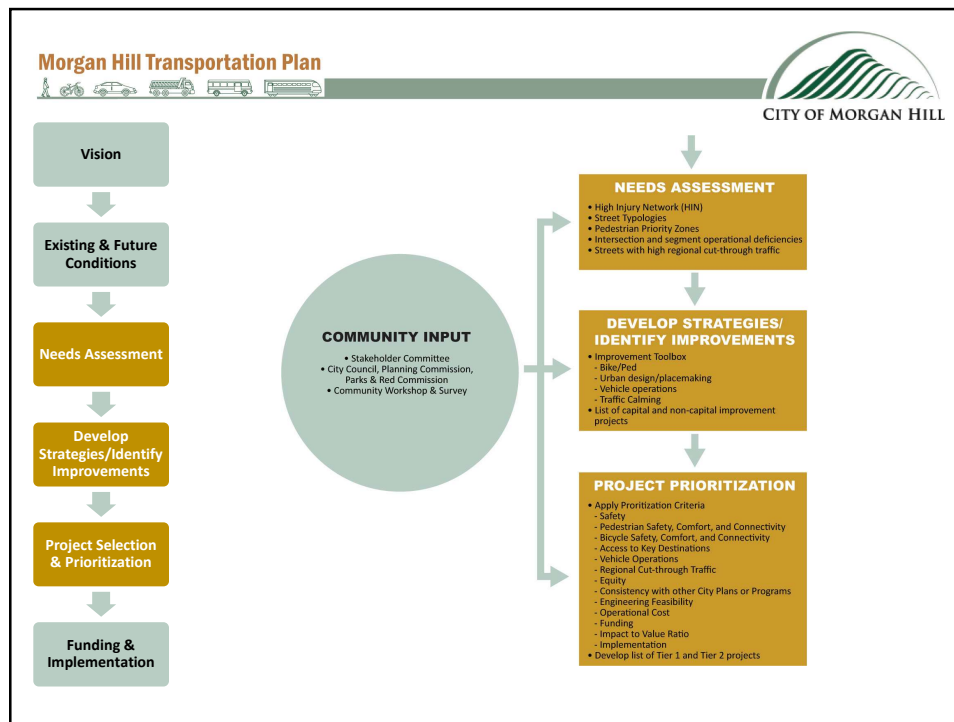 Morgan Hill Transportation Plan
CITY OF MORGAN HILL
Vision
Existing & Future
Conditions
Needs Assessment
Develop
Strategies/Identify
Improvements
Project Selection
& Prioritization
Funding &
Implementation
COMMUNITY INPUT
• Stakeholder Committee
• City Council, Planning Commission,
Parks & Red Commission
• Community Workshop & Survey
NEEDS ASSESSMENT
• High Injury Network (HIN)
• Street Typologies
• Pedestrian Priority Zones
• Intersection and segment operational deficiencies
• Streets with high regional cut-through traffic
DEVELOP STRATEGIES/
IDENTIFY IMPROVEMENTS
• Improvement Toolbox
- Bike/Ped
- Urban design/placemaking
- Vehicle operations
- Traffic Calming
• List of capital and non-capital improvement
projects
PROJECT PRIORITIZATION
• Apply Proritization Criteria
- Safety
- Pedestrian Safety, Comfort, and Connectivity
- Bicycle Safety, Comfort, and Connectivity
- Access to Key Destinations
- Vehicle Operations
- Regional Cut-through Traffic
- Equity
- Consistency with other City Plans or Programs
- Engineering Feasibility
- Operational Cost
- Funding
- Impact to Value Ratio
- Implementation
• Develop list of Tier 1 and Tier 2 projects